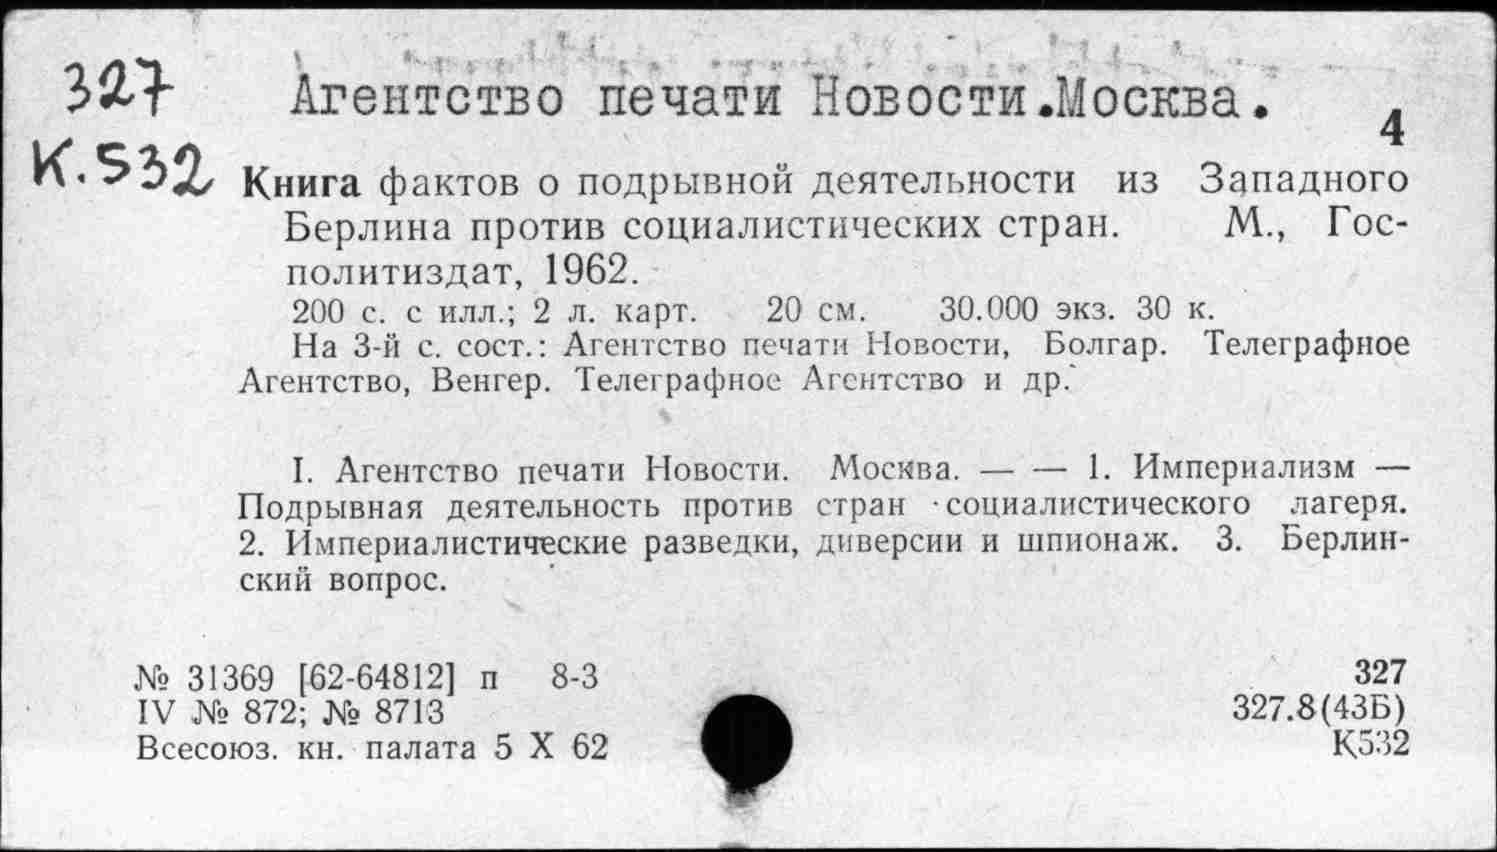 327 Агентство печати Новости.Москва. 4
К.532 Книга фактов о подрывной деятельности из Западного
Берлина против социалистических стран. М., Гос-
политиздат, 1962.
200 с. с илл.; 2 л. карт. 20 см. 30.000 экз. 30 к.
На 3-й с. сост.: Агентство печати Новости, Болгар. Телеграфное
Агентство, Венгер. Телеграфное Агентство и др.
I. Агентство печати Новости. Москва. — — 1. Империализм —
Подрывная деятельность против стран социалистического лагеря.
2. Империалистические разведки, диверсии и шпионаж. 3. Берлин-
ский вопрос.
№ 31369 [62-64812] п 8-3 327
IV № 872; № 8713 327.8(43Б)
Всесоюз. кн. палата 5 X 62 К532